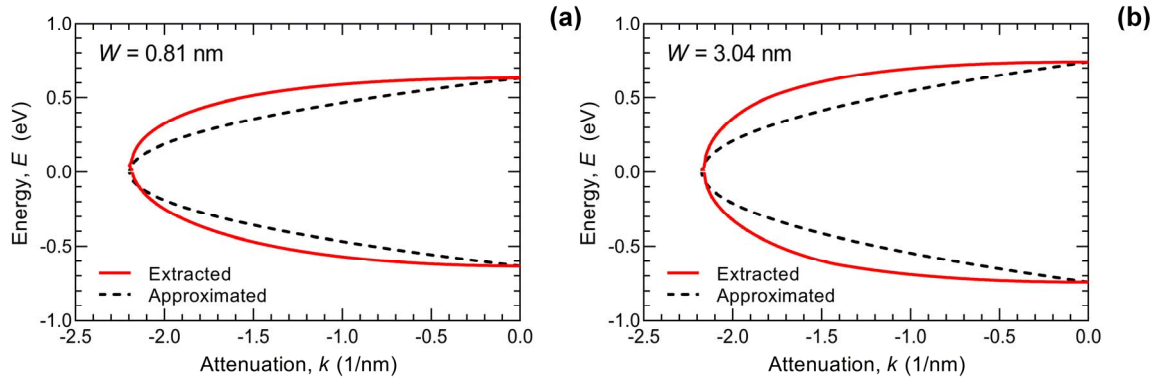 (a)
W = 0.81 nm
Energy, E (eV)
1.0
0.5
0.0
-0.5
-1.0
Extracted
Approximated
-2.5 -2.0 -1.5 -1.0 -0.5 0.0
Attenuation, k (1/nm)
(b)
W = 3.04 nm
Energy, E (eV)
1.0
0.5
0.0
-0.5
-1.0
Extracted
Approximated
-2.5 -2.0 -1.5 -1.0 -0.5 0.0
Attenuation, k (1/nm)